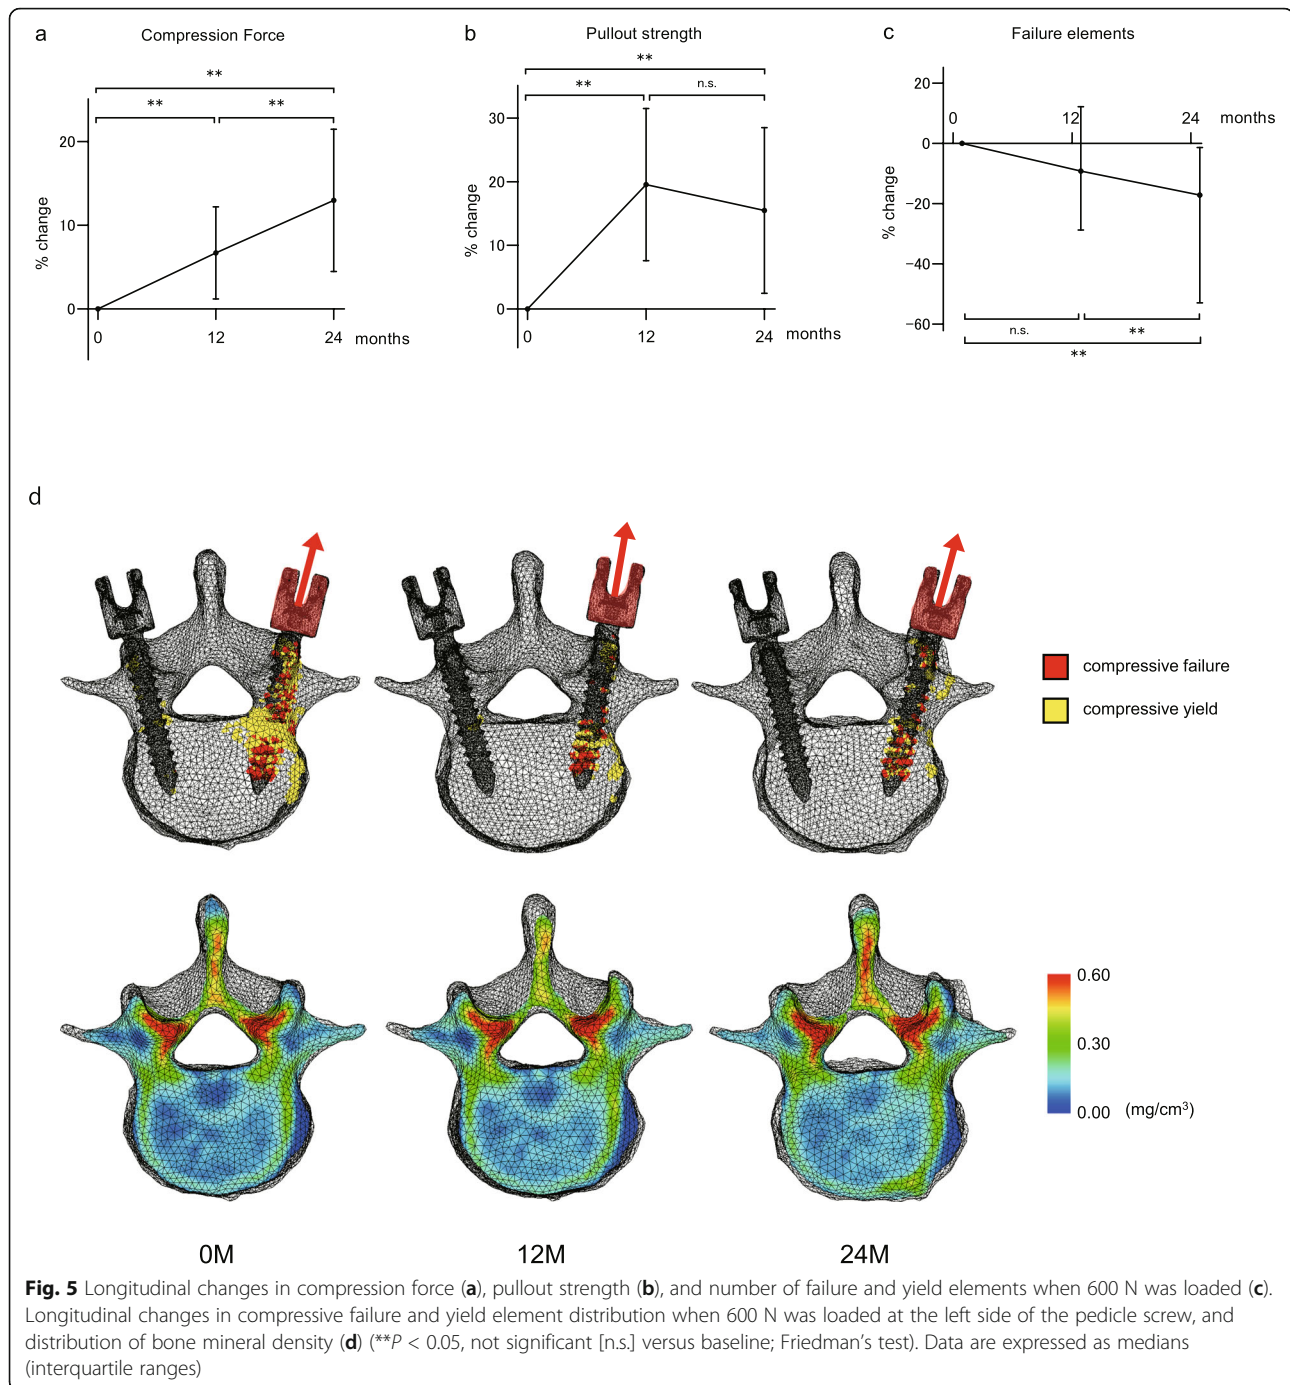 a
Compression Force
**
**
**
20
10
0
% change
0
12
24
months
b
Pullout strength
**
**
n.s.
30
20
10
0
% change
0
12
24
months
c
Failure elements
20
0
−20
−40
−60
% change
0
12
24
months
n.s.
**
**
d
compressive failure
compressive yield
0.60
0.30
0.00
(mg/cm³)
0M
12M
24M
Fig. 5 Longitudinal changes in compression force (a), pullout strength (b), and number of failure and yield elements when 600 N was loaded (c).
Longitudinal changes in compressive failure and yield element distribution when 600 N was loaded at the left side of the pedicle screw, and
distribution of bone mineral density (d) (**P < 0.05, not significant [n.s.] versus baseline; Friedman's test). Data are expressed as medians
(interquartile ranges)